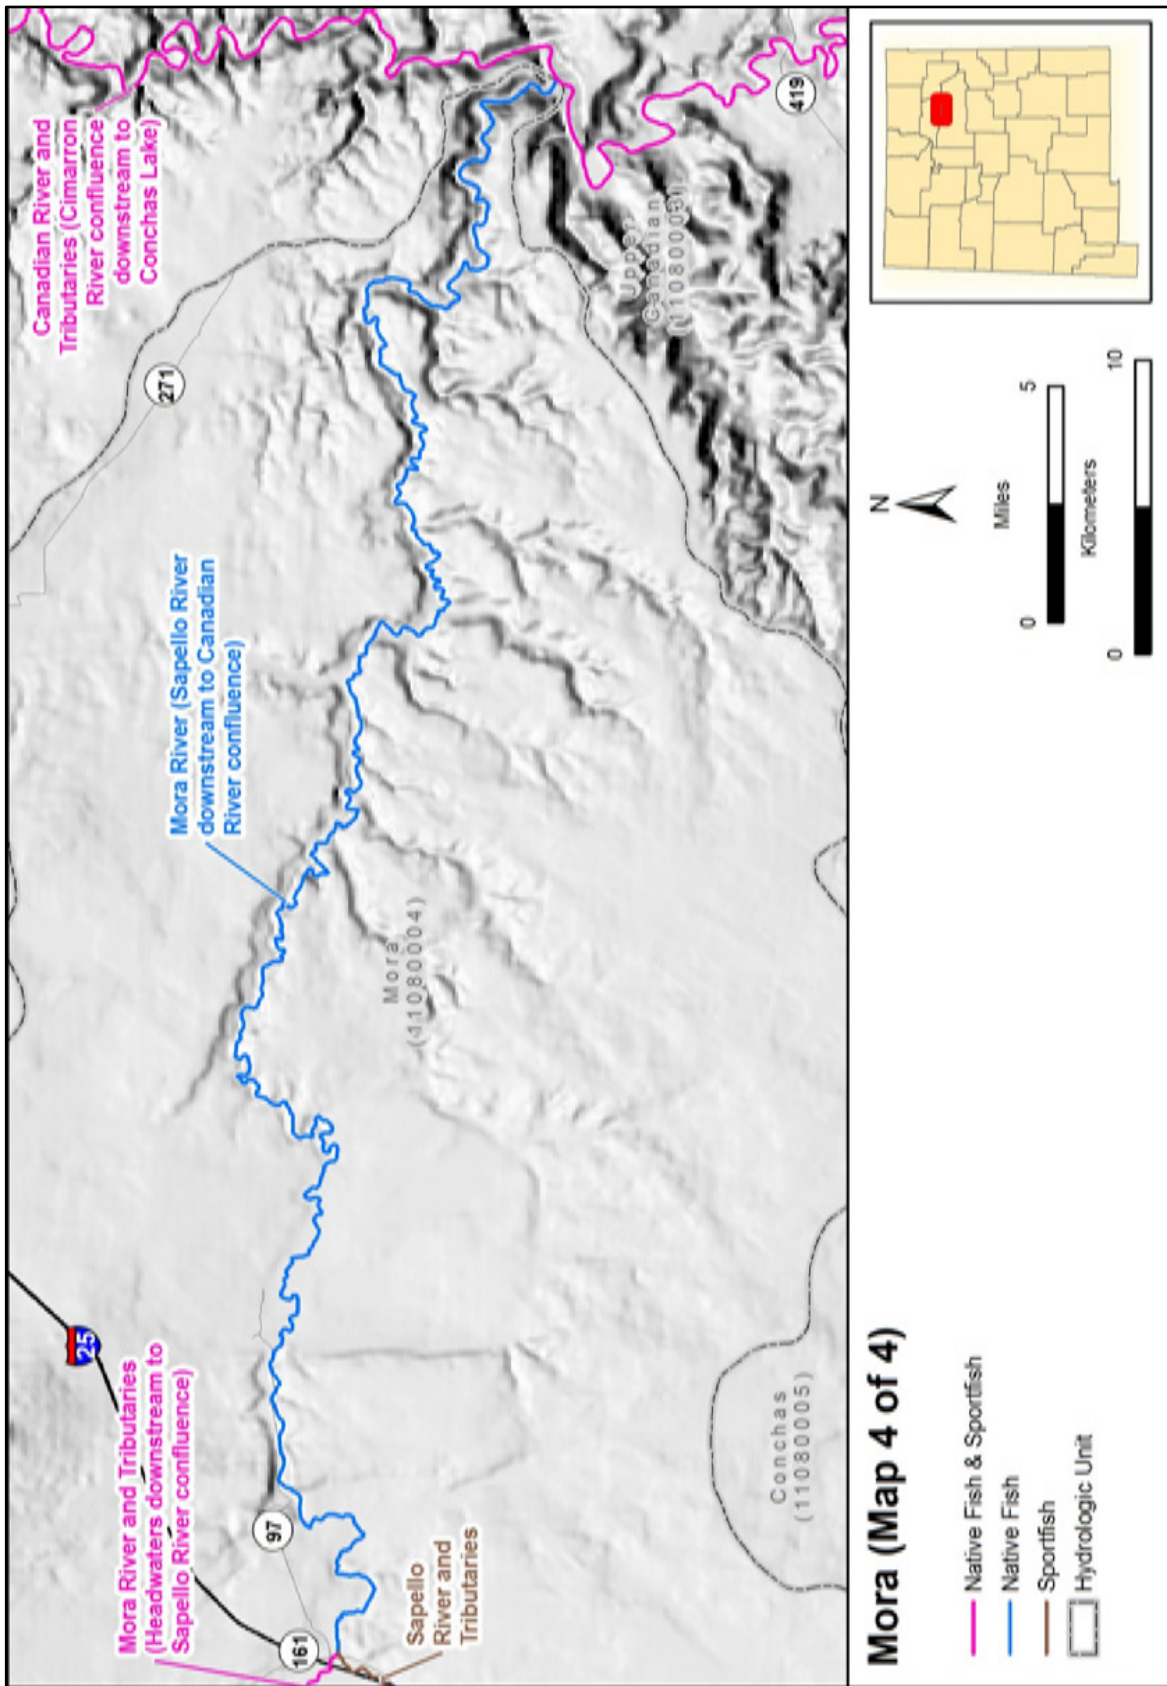 Mora River and Tributaries
(Headwaters downstream to
Sapello River confluence)
25
97
161
Sapello
River and
Tributaries
Mora River (Sapello River
downstream to Canadian
River confluence)
271
Canadian River and
Tributaries (Cimarron
River confluence
downstream to
Conchas Lake)
419
Mora
(11080004)
Upper
Canadian
(11080003)
Conchas
(11080005)
Mora (Map 4 of 4)
Native Fish & Sportfish
Native Fish
Sportfish
Hydrologic Unit
N
Miles
0 5
Kilometers
0 10